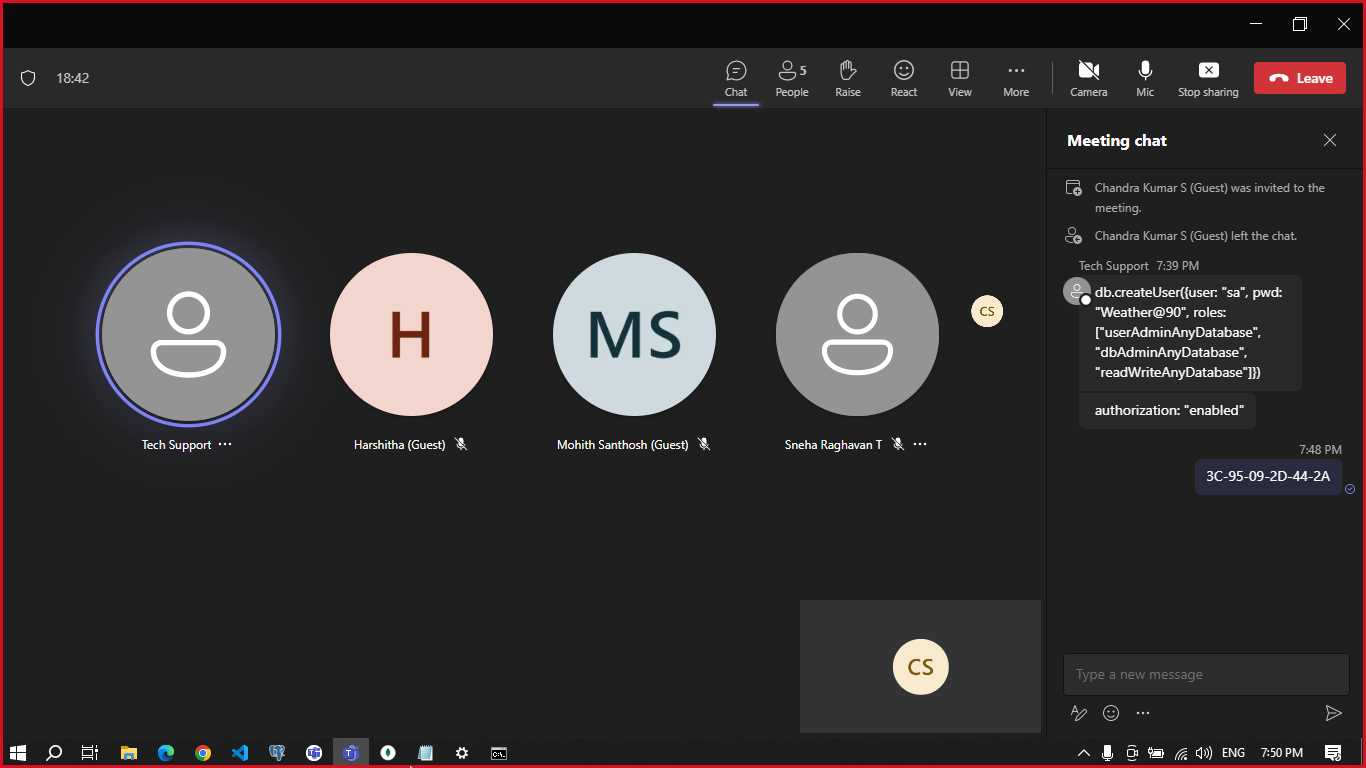 18:42
5
Chat
People
Raise
React
View
More
Camera
Mic
Stop sharing
Leave
Meeting chat
Chandra Kumar S (Guest) was invited to the
meeting.
Chandra Kumar S (Guest) left the chat.
Tech Support 7:39 PM
db.createUser({user: "sa", pwd:
"Weather@90", roles:
["userAdminAnyDatabase",
"dbAdminAnyDatabase",
"readWriteAnyDatabase"]})
authorization: "enabled"
7:48 PM
3C-95-09-2D-44-2A
H
MS
CS
Tech Support
Harshitha (Guest)
Mohith Santhosh (Guest)
Sneha Raghavan T
CS
Type a new message
ENG
7:50 PM